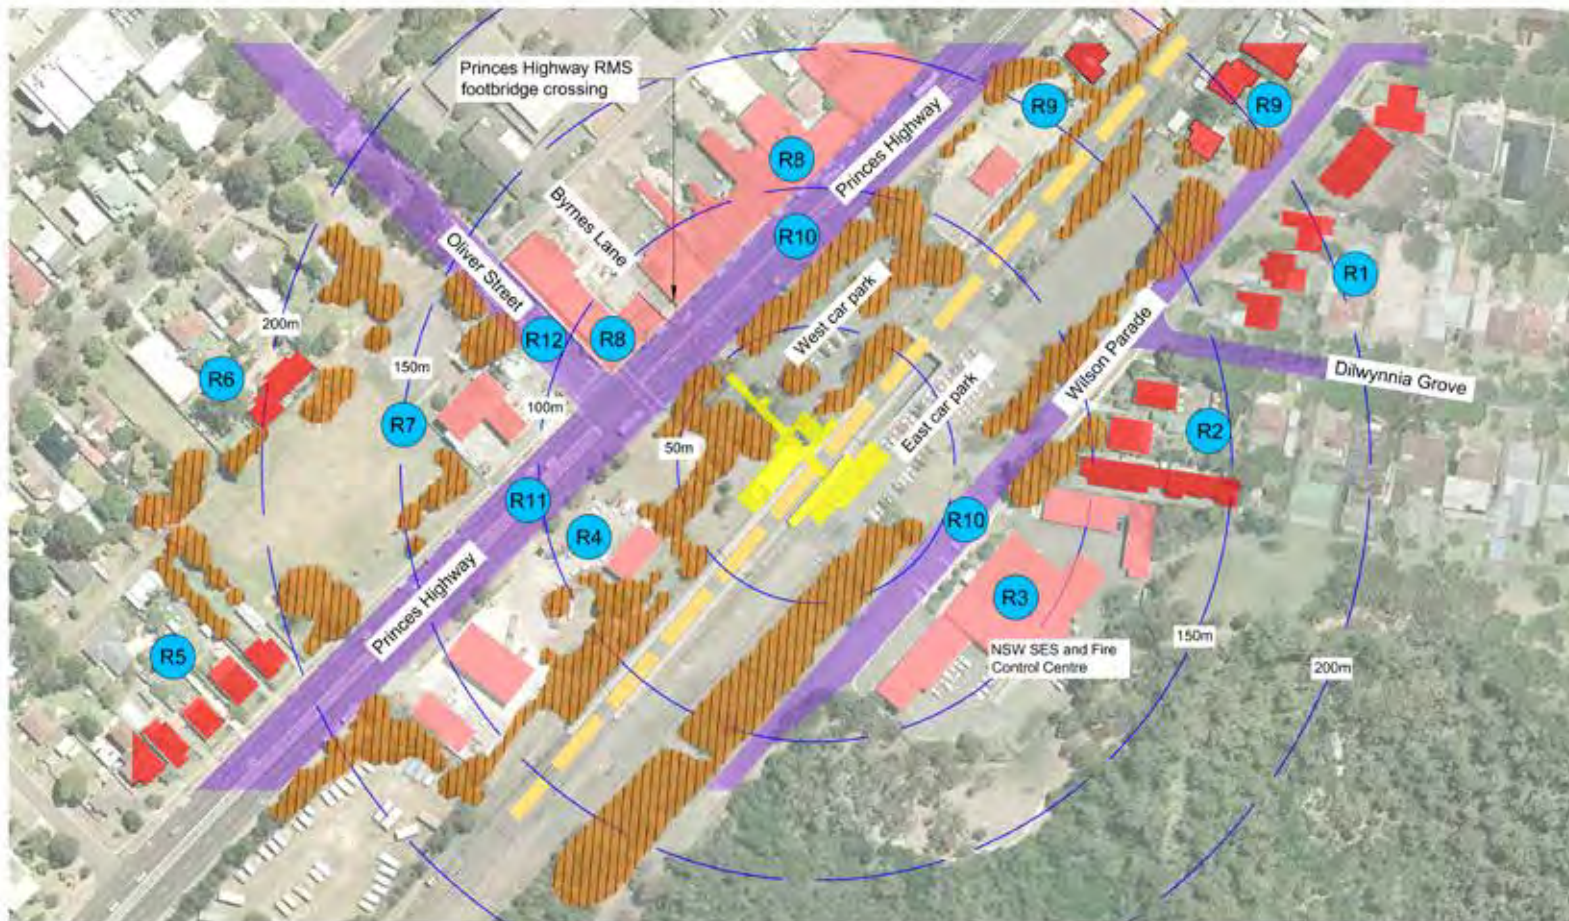 Princes Highway RMS
footbridge crossing
R9
R9
R8
Princes Highway
Byrnes Lane
R10
Oliver Street
R1
West car park
200m
R12
R8
Wilson Parade
150m
R6
Dilwynnia Grove
100m
R7
East car park
R2
50m
R11
R10
R4
Princes Highway
R3
150m
NSW SES and Fire
Control Centre
R5
200m